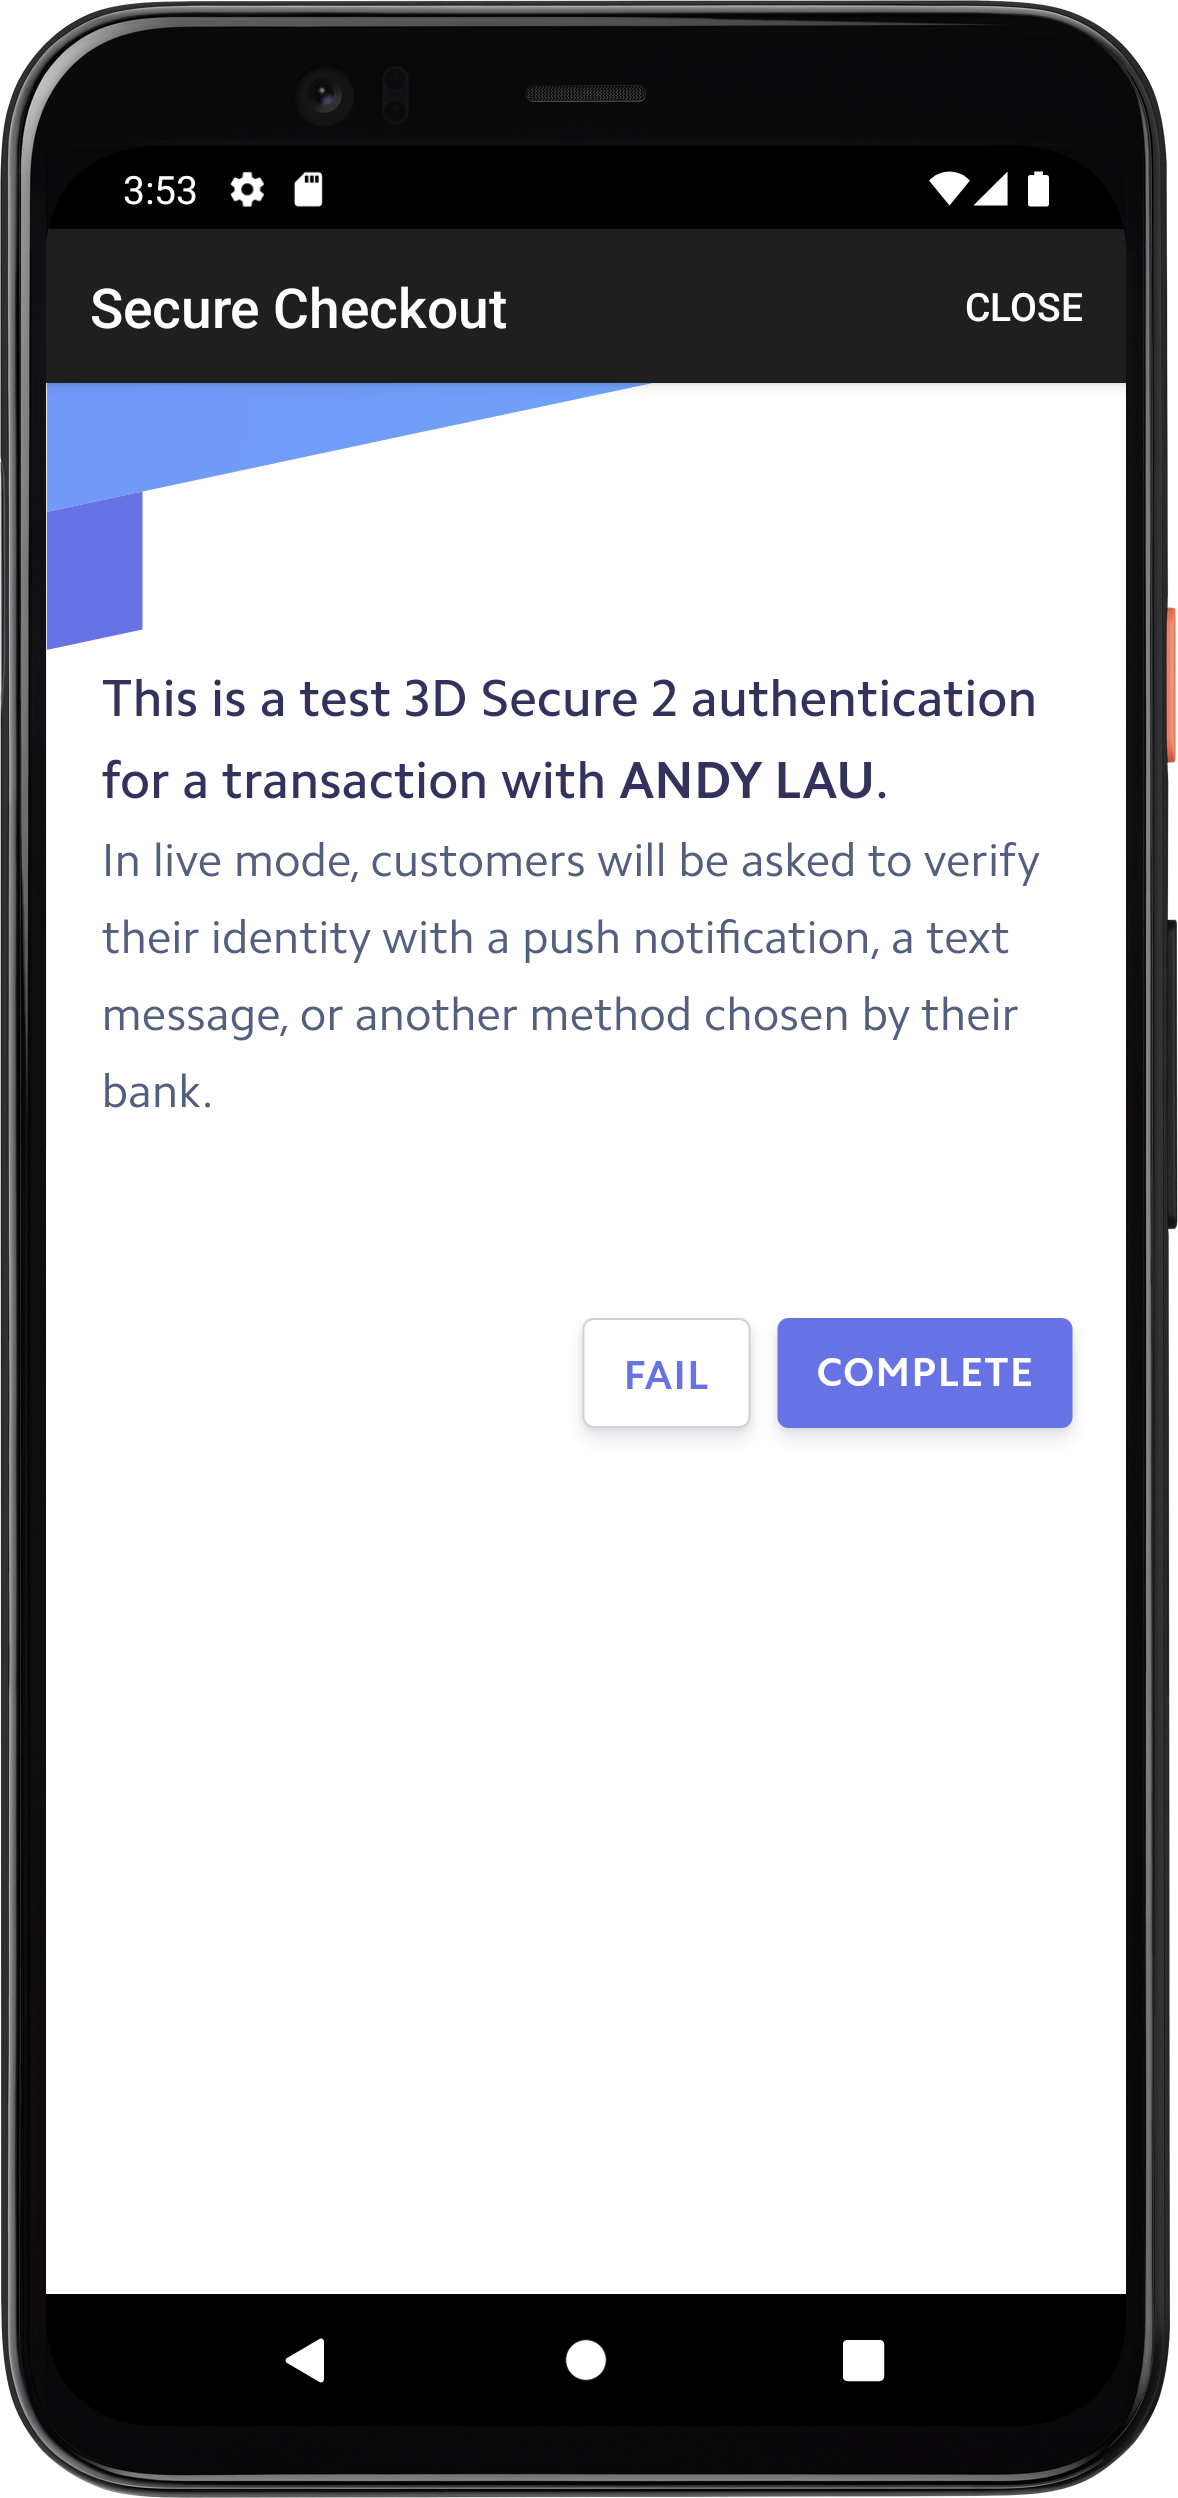 3:53
Secure Checkout
CLOSE
This is a test 3D Secure 2 authentication
for a transaction with ANDY LAU.
In live mode, customers will be asked to verify
their identity with a push notification, a text
message, or another method chosen by their
bank.
FAIL
COMPLETE